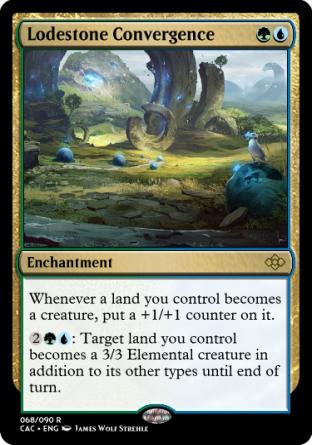 Lodestone Convergence
Enchantment
Whenever a land you control becomes
a creature, put a +1/+1 counter on it.
2: Target land you control
becomes a 3/3 Elemental creature in
addition to its other types until end of
turn.
068/090 R
CAC • ENG James Wolf Strehle